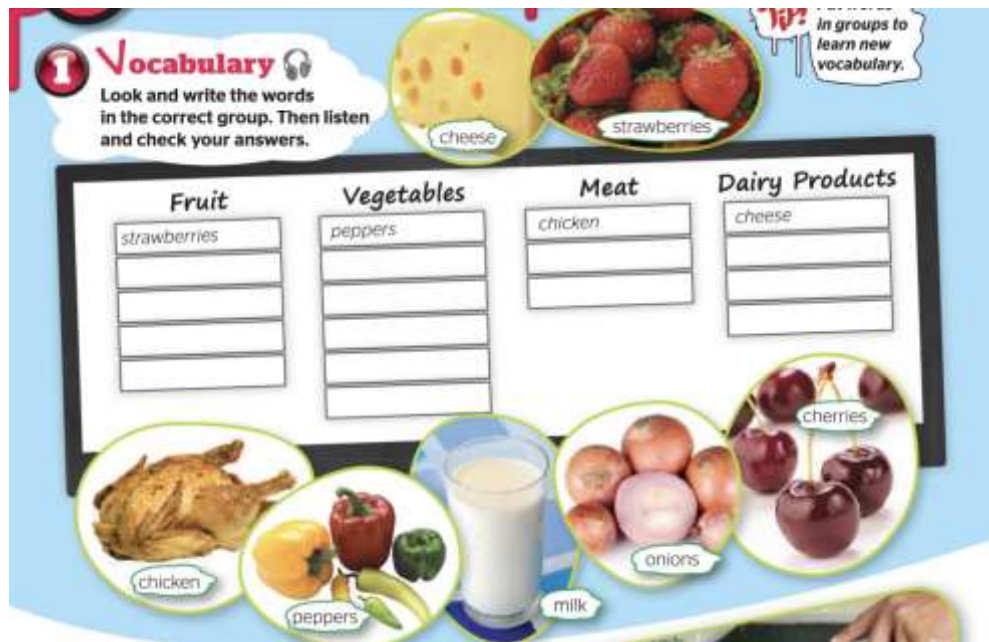 in groups to
learn new
vocabulary.
1 Vocabulary
Look and write the words
in the correct group. Then listen
and check your answers.
cheese
strawberries
Fruit
Vegetables
Meat
Dairy Products
strawberries
peppers
chicken
cheese
cherries
chicken
peppers
milk
onions